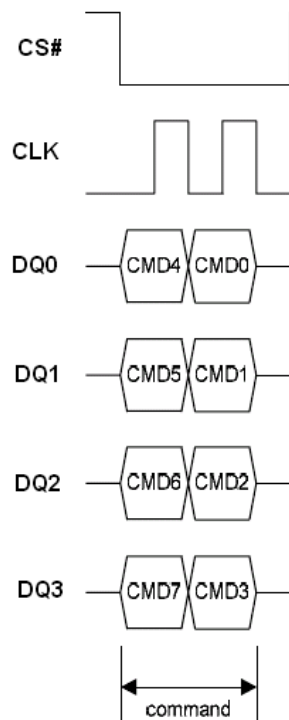 CS#
CLK
DQ0 CMD4 CMD0
DQ1 CMD5 CMD1
DQ2 CMD6 CMD2
DQ3 CMD7 CMD3
command